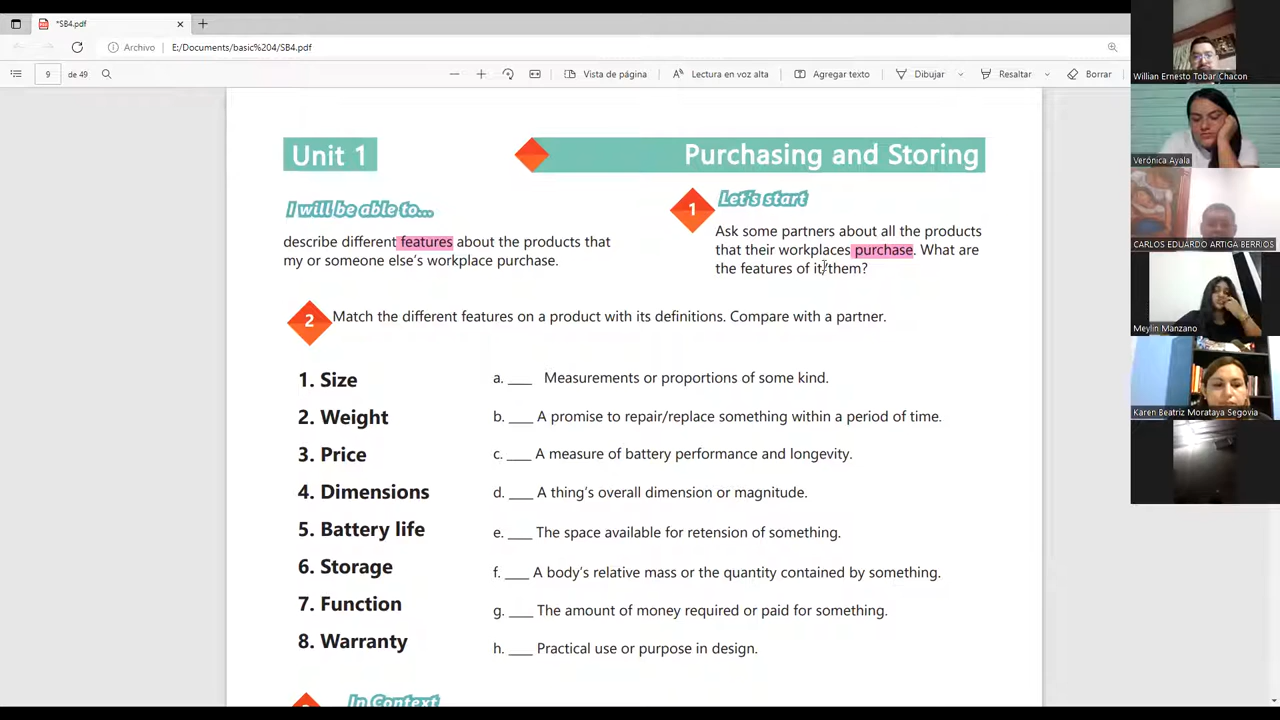 *SB4.pdf
Archivo
E:/Documents/basic%204/SB4.pdf
9
de 49
Vista de página
Lectura en voz alta
Agregar texto
Dibujar
Resaltar
Borrar
Unit 1
Purchasing and Storing
I will be able to...
describe different features about the products that
my or someone else's workplace purchase.
1
Let's start
Ask some partners about all the products
that their workplaces purchase. What are
the features of it/them?
2
Match the different features on a product with its definitions. Compare with a partner.
1. Size
a. ___ Measurements or proportions of some kind.
2. Weight
b. ___ A promise to repair/replace something within a period of time.
3. Price
c. ___ A measure of battery performance and longevity.
4. Dimensions
d. ___ A thing's overall dimension or magnitude.
5. Battery life
e. ___ The space available for retension of something.
6. Storage
f. ___ A body's relative mass or the quantity contained by something.
7. Function
g. ___ The amount of money required or paid for something.
8. Warranty
h. ___ Practical use or purpose in design.
In Context
Willian Ernesto Tobar Chacon
Verónica Ayala
CARLOS EDUARDO ARTIGA BERRIOS
Meylin Manzano
Karen Beatriz Morataya Segovia